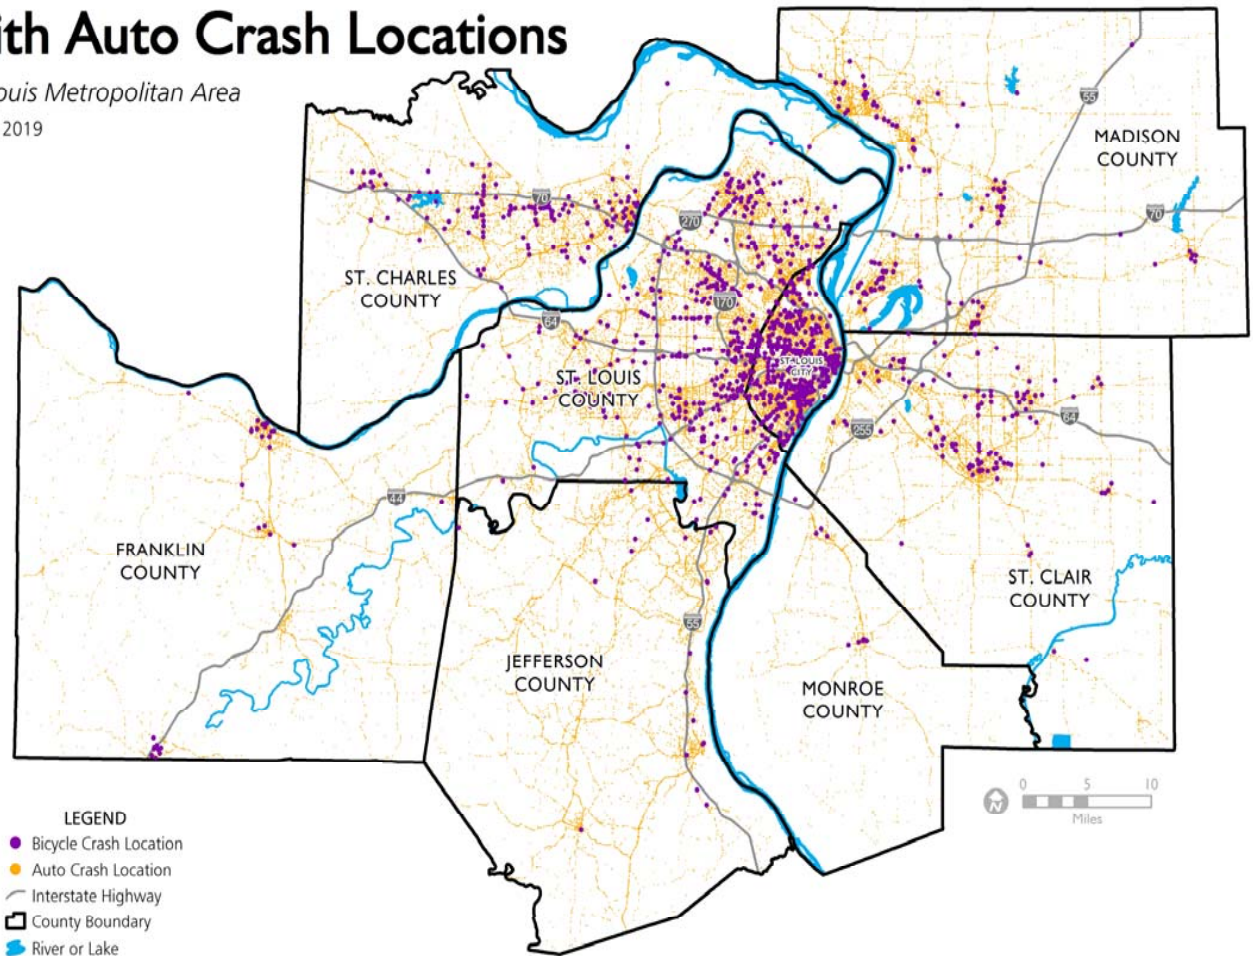 ith Auto Crash Locations
ouis Metropolitan Area
2019
55
MADISON
COUNTY
70
70
270
ST. CHARLES
COUNTY
170
64
ST. LOUIS
CITY
ST. LOUIS
COUNTY
64
255
44
FRANKLIN
COUNTY
ST. CLAIR
COUNTY
55
JEFFERSON
COUNTY
MONROE
COUNTY
0 5 10
N
Miles
LEGEND
Bicycle Crash Location
Auto Crash Location
Interstate Highway
County Boundary
River or Lake